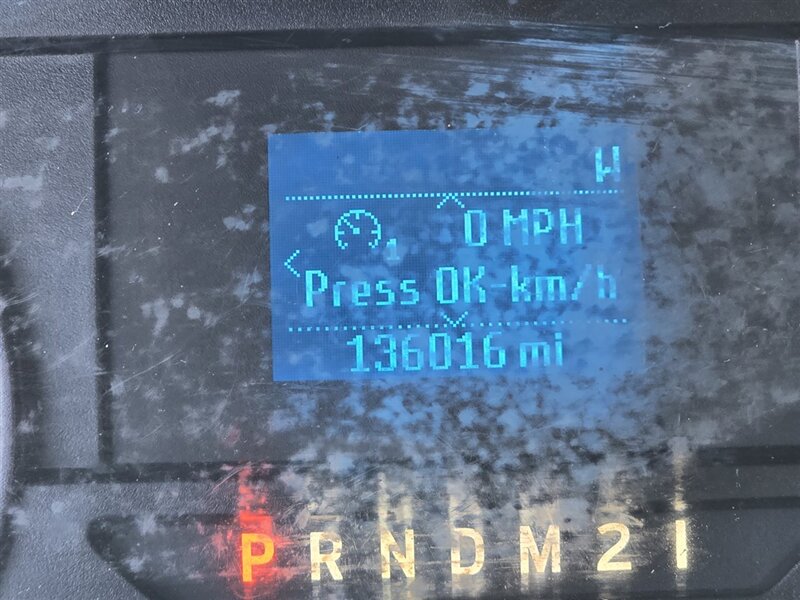 W
0 MPH
Press OK-km/h
136016 mi
P R N D M 2 1